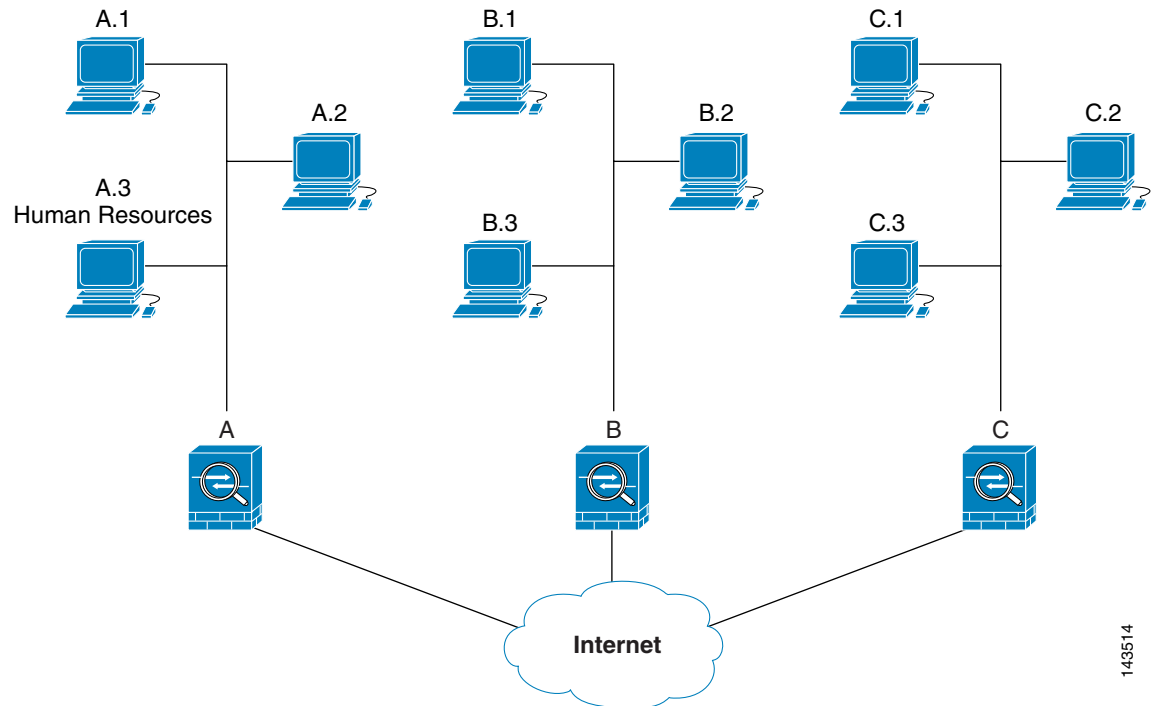 A.1
B.1
C.1
A.2
B.2
C.2
A.3
Human Resources
B.3
C.3
A
B
C
Internet
143514